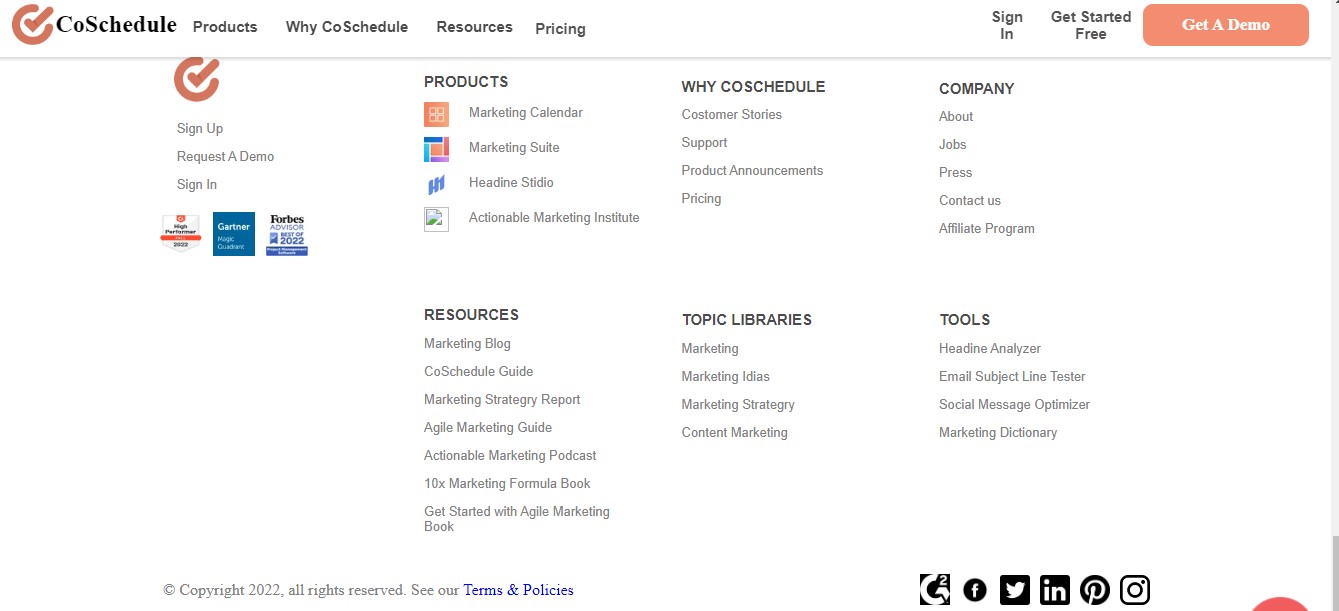 CoSchedule
Products
Why CoSchedule
Resources
Pricing
Sign
In
Get Started
Free
Get A Demo
Sign Up
Request A Demo
Sign In
High
Performer
2022
Gartner
Magic
Quadrant
Forbes
ADVISOR
BEST OF
2022
Project Management
Software
PRODUCTS
Marketing Calendar
Marketing Suite
Headine Stidio
Actionable Marketing Institute
WHY COSCHEDULE
Costomer Stories
Support
Product Announcements
Pricing
COMPANY
About
Jobs
Press
Contact us
Affiliate Program
RESOURCES
Marketing Blog
CoSchedule Guide
Marketing Strategry Report
Agile Marketing Guide
Actionable Marketing Podcast
10x Marketing Formula Book
Get Started with Agile Marketing
Book
TOPIC LIBRARIES
Marketing
Marketing Idias
Marketing Strategry
Content Marketing
TOOLS
Headine Analyzer
Email Subject Line Tester
Social Message Optimizer
Marketing Dictionary
© Copyright 2022, all rights reserved. See our Terms & Policies